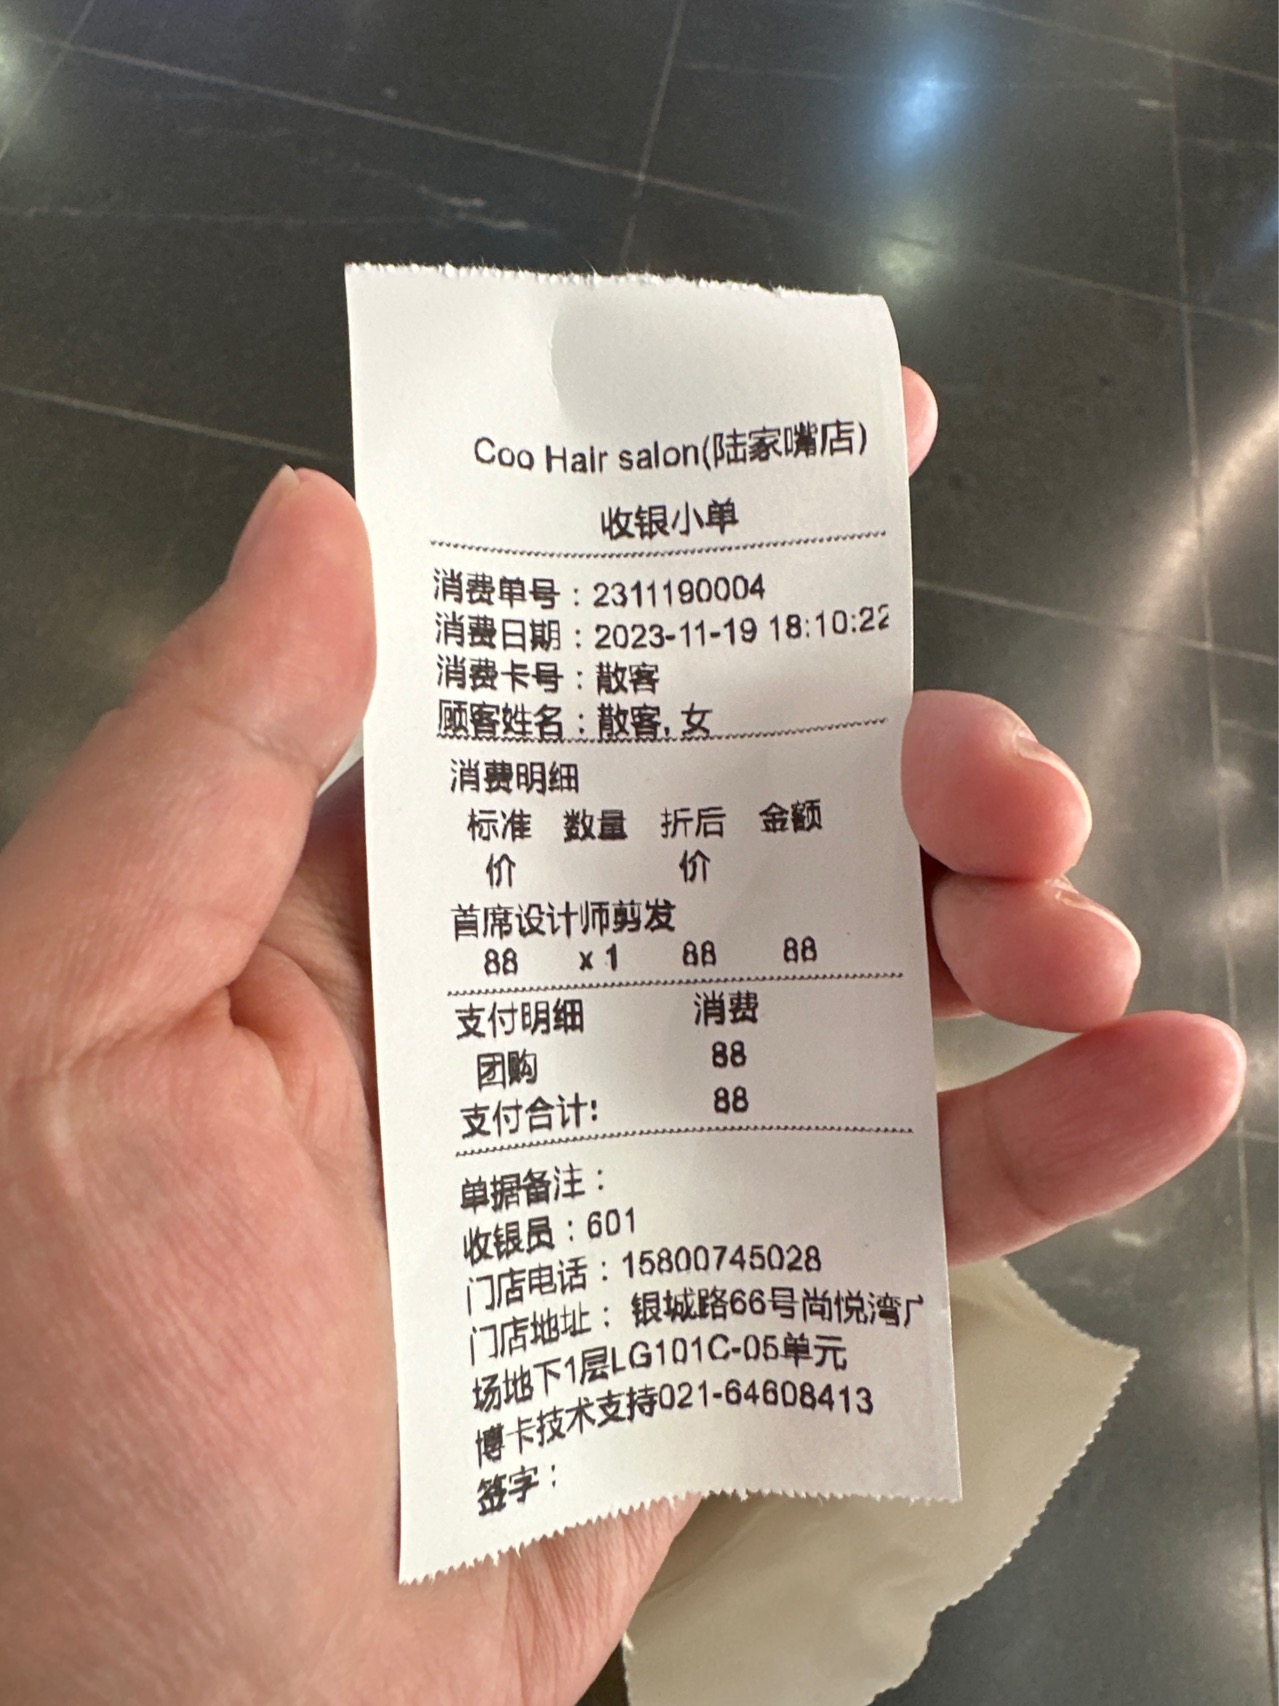 Coo Hair salon(陆家嘴店)
收银小单
消费单号：2311190004
消费日期：2023-11-19 18:10:22
消费卡号：散客
顾客姓名：散客, 女
消费明细
标准 数量 折后 金额
价 价
首席设计师剪发
88 x 1 88 88
支付明细 消费
团购 88
支付合计: 88
单据备注：
收银员：601
门店电话：15800745028
门店地址： 银城路66号尚悦湾广
场地下1层LG101C-05单元
博卡技术支持021-64608413
签字：